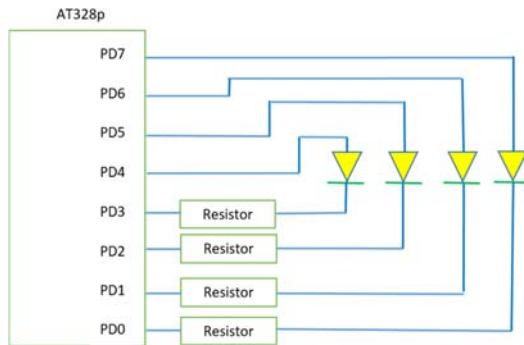 AT328p
PD7
PD6
PD5
PD4
PD3
Resistor
PD2
Resistor
PD1
Resistor
PD0
Resistor